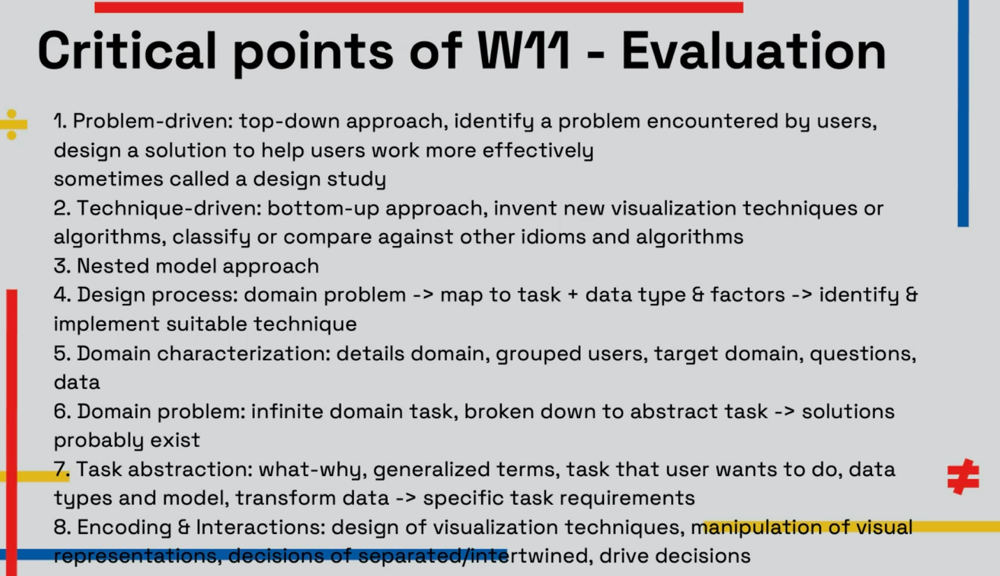 Critical points of W11 - Evaluation
1. Problem-driven: top-down approach, identify a problem encountered by users,
design a solution to help users work more effectively
sometimes called a design study
2. Technique-driven: bottom-up approach, invent new visualization techniques or
algorithms, classify or compare against other idioms and algorithms
3. Nested model approach
4. Design process: domain problem -> map to task + data type & factors -> identify &
implement suitable technique
5. Domain characterization: details domain, grouped users, target domain, questions,
data
6. Domain problem: infinite domain task, broken down to abstract task -> solutions
probably exist
7. Task abstraction: what-why, generalized terms, task that user wants to do, data
types and model, transform data -> specific task requirements
8. Encoding & Interactions: design of visualization techniques, manipulation of visual
representations, decisions of separated/intertwined, drive decisions